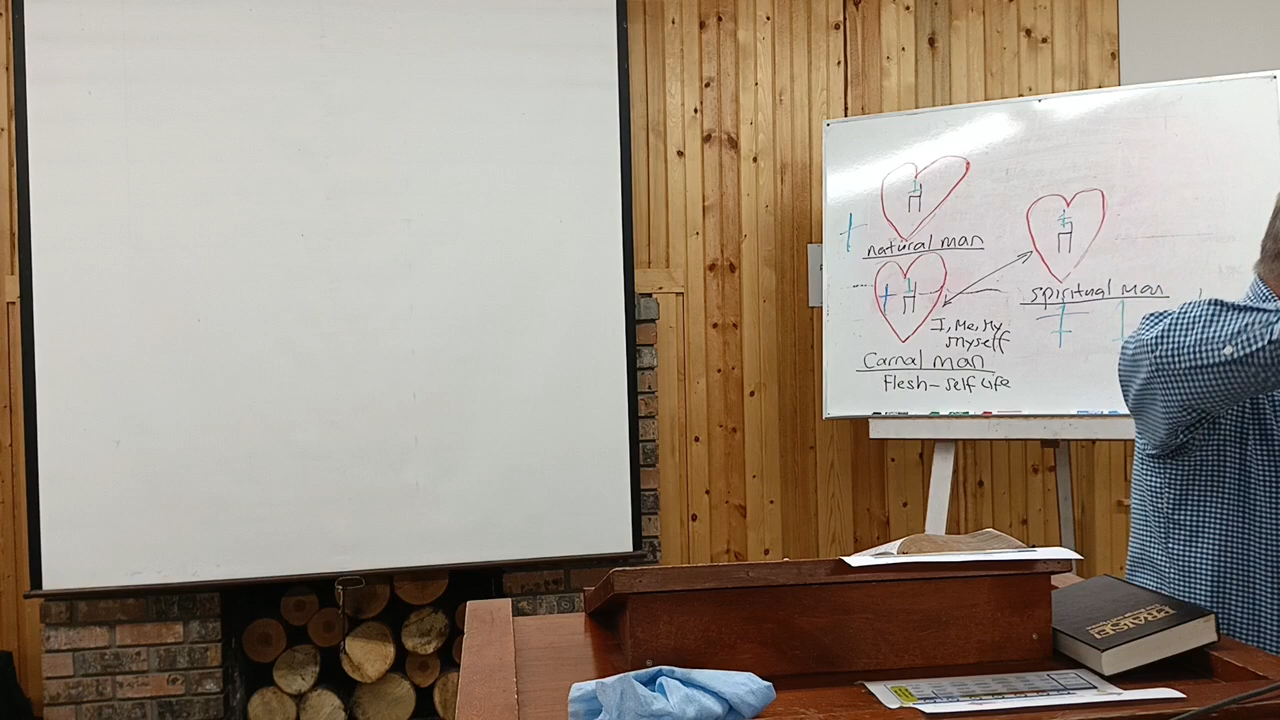 natural man
spiritual man
I, Me, My
Myself
Carnal man
Flesh - Self Life
PRAISE!